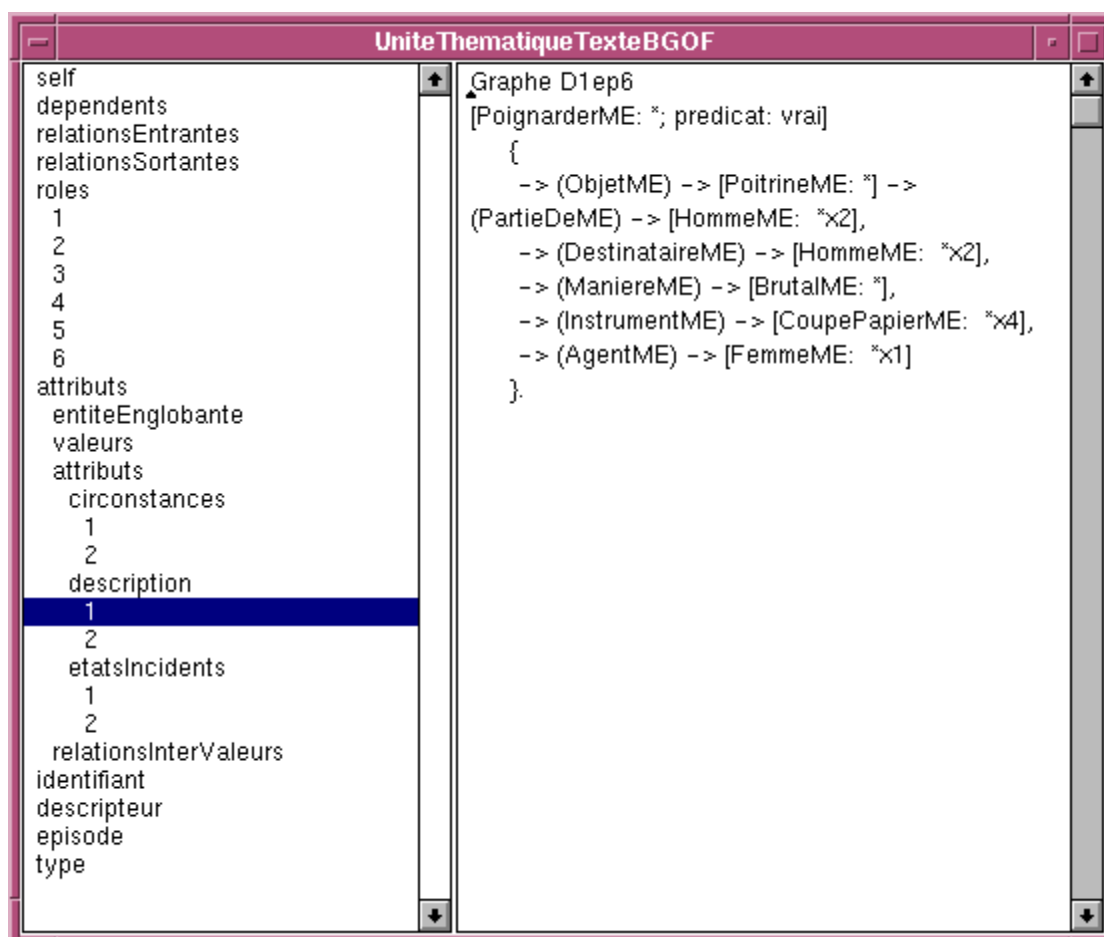 UniteThematiqueTexteBGOF
self
dependents
relationsEntrantes
relationsSortantes
roles
1
2
3
4
5
6
attributs
entiteEnglobante
valeurs
attributs
circonstances
1
2
description
1
2
etatsIncidents
1
2
relationsInterValeurs
identifiant
descripteur
episode
type
Graphe D1ep6
[PoignarderME: *; predicat: vrai]
{
-> (ObjetME) -> [PoitrineME: *] ->
(PartieDeME) -> [HommeME: *x2],
-> (DestinataireME) -> [HommeME: *x2],
-> (ManiereME) -> [BrutalME: *],
-> (InstrumentME) -> [CoupePapierME: *x4],
-> (AgentME) -> [FemmeME: *x1]
}.